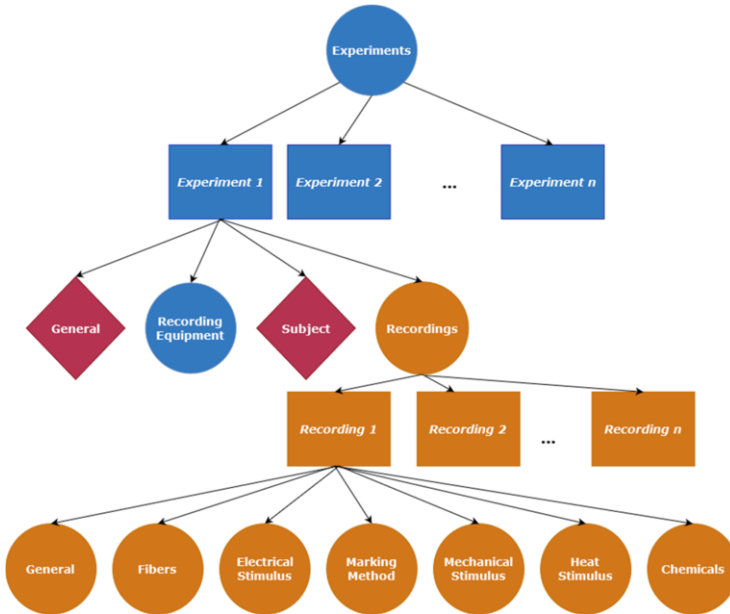 Experiments
Experiment 1
Experiment 2
...
Experiment n
General
Recording
Equipment
Subject
Recordings
Recording 1
Recording 2
...
Recording n
General
Fibers
Electrical
Stimulus
Marking
Method
Mechanical
Stimulus
Heat
Stimulus
Chemicals